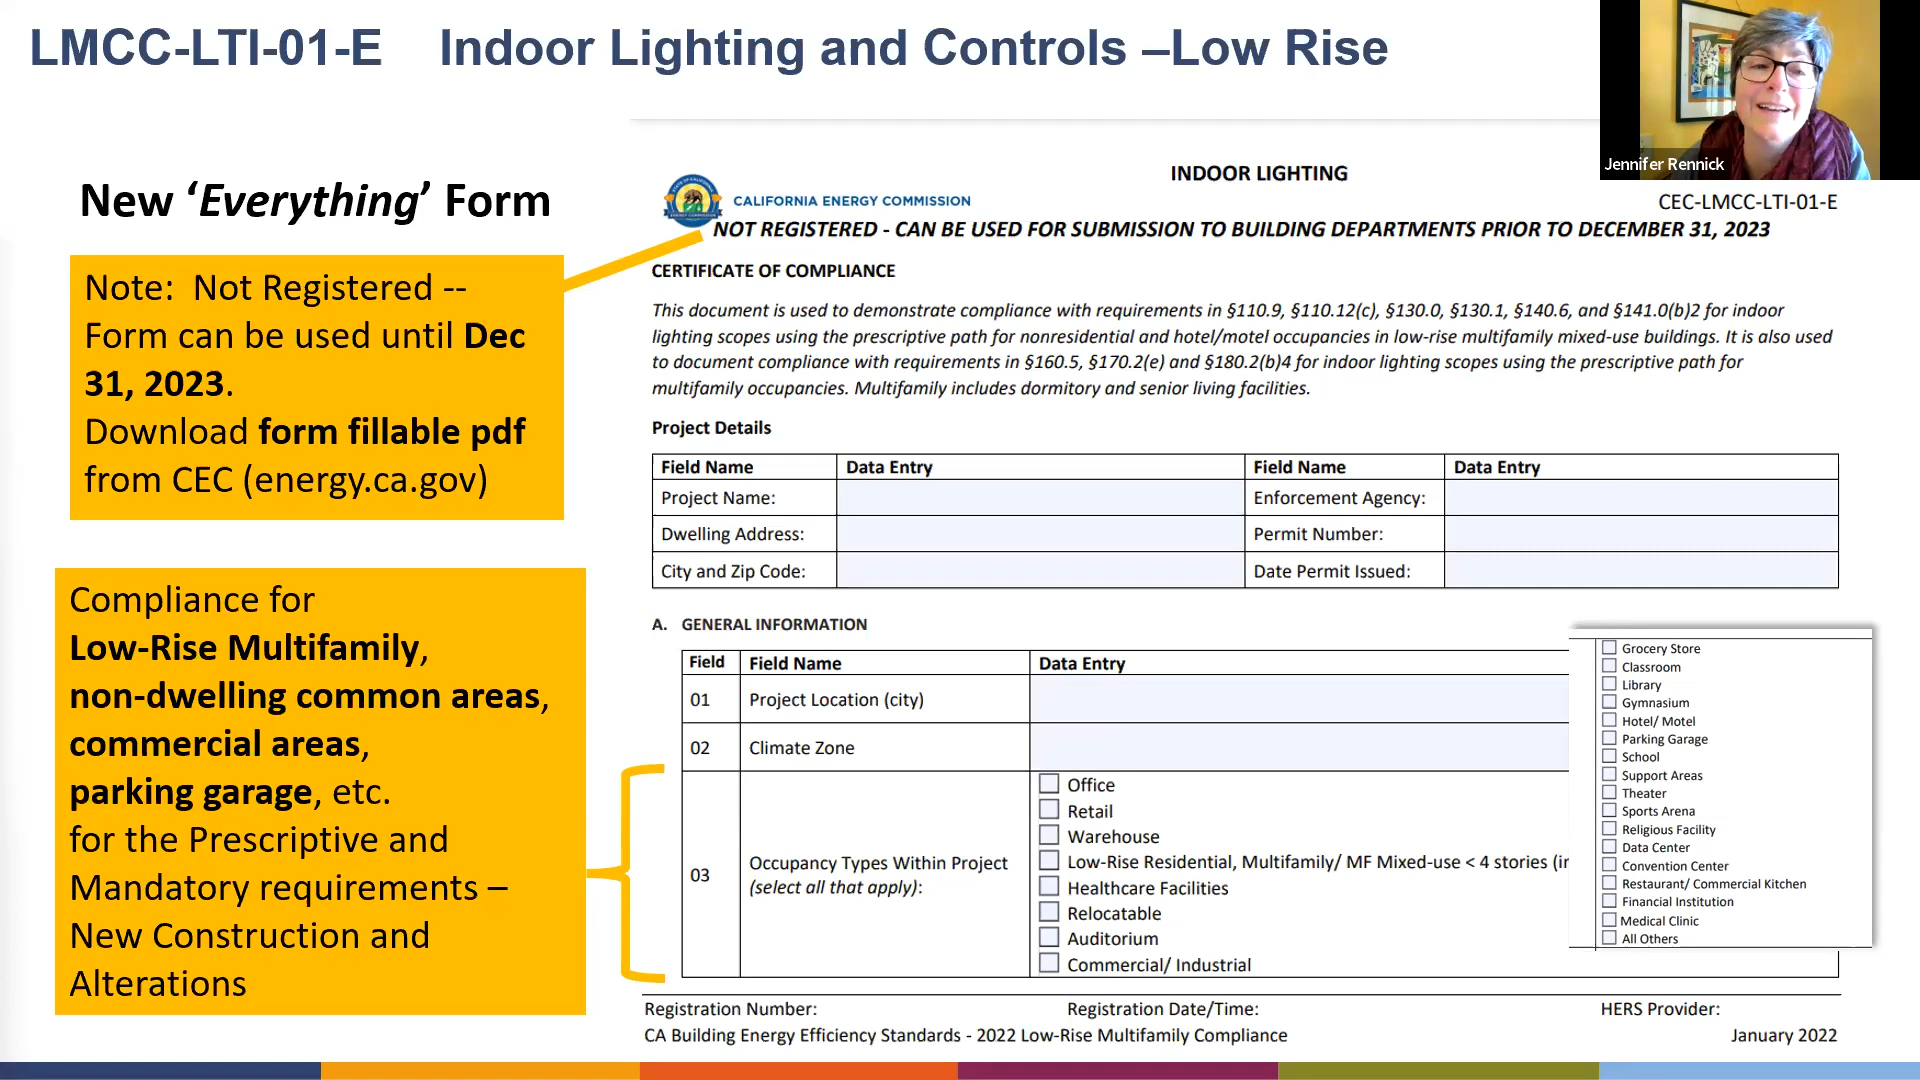 LMCC-LTI-01-E Indoor Lighting and Controls –Low Rise
Jennifer Rennick
New ‘Everything’ Form
Note: Not Registered --
Form can be used until Dec
31, 2023.
Download form fillable pdf
from CEC (energy.ca.gov)
Compliance for
Low-Rise Multifamily,
non-dwelling common areas,
commercial areas,
parking garage, etc.
for the Prescriptive and
Mandatory requirements –
New Construction and
Alterations
INDOOR LIGHTING
CALIFORNIA ENERGY COMMISSION
CEC-LMCC-LTI-01-E
NOT REGISTERED - CAN BE USED FOR SUBMISSION TO BUILDING DEPARTMENTS PRIOR TO DECEMBER 31, 2023
CERTIFICATE OF COMPLIANCE
This document is used to demonstrate compliance with requirements in §110.9, §110.12(c), §130.0, §130.1, §140.6, and §141.0(b)2 for indoor
lighting scopes using the prescriptive path for nonresidential and hotel/motel occupancies in low-rise multifamily mixed-use buildings. It is also used
to document compliance with requirements in §160.5, §170.2(e) and §180.2(b)4 for indoor lighting scopes using the prescriptive path for
multifamily occupancies. Multifamily includes dormitory and senior living facilities.
Project Details
Field Name Data Entry Field Name Data Entry
Project Name: Enforcement Agency:
Dwelling Address: Permit Number:
City and Zip Code: Date Permit Issued:
A. GENERAL INFORMATION
Field Field Name Data Entry
01 Project Location (city)
02 Climate Zone
03 Occupancy Types Within Project
(select all that apply):
Office
Retail
Warehouse
Low-Rise Residential, Multifamily/ MF Mixed-use < 4 stories (in
Healthcare Facilities
Relocatable
Auditorium
Commercial/ Industrial
Grocery Store
Classroom
Library
Gymnasium
Hotel/ Motel
Parking Garage
School
Support Areas
Theater
Sports Arena
Religious Facility
Data Center
Convention Center
Restaurant/ Commercial Kitchen
Financial Institution
Medical Clinic
All Others
Registration Number: Registration Date/Time: HERS Provider:
CA Building Energy Efficiency Standards - 2022 Low-Rise Multifamily Compliance January 2022